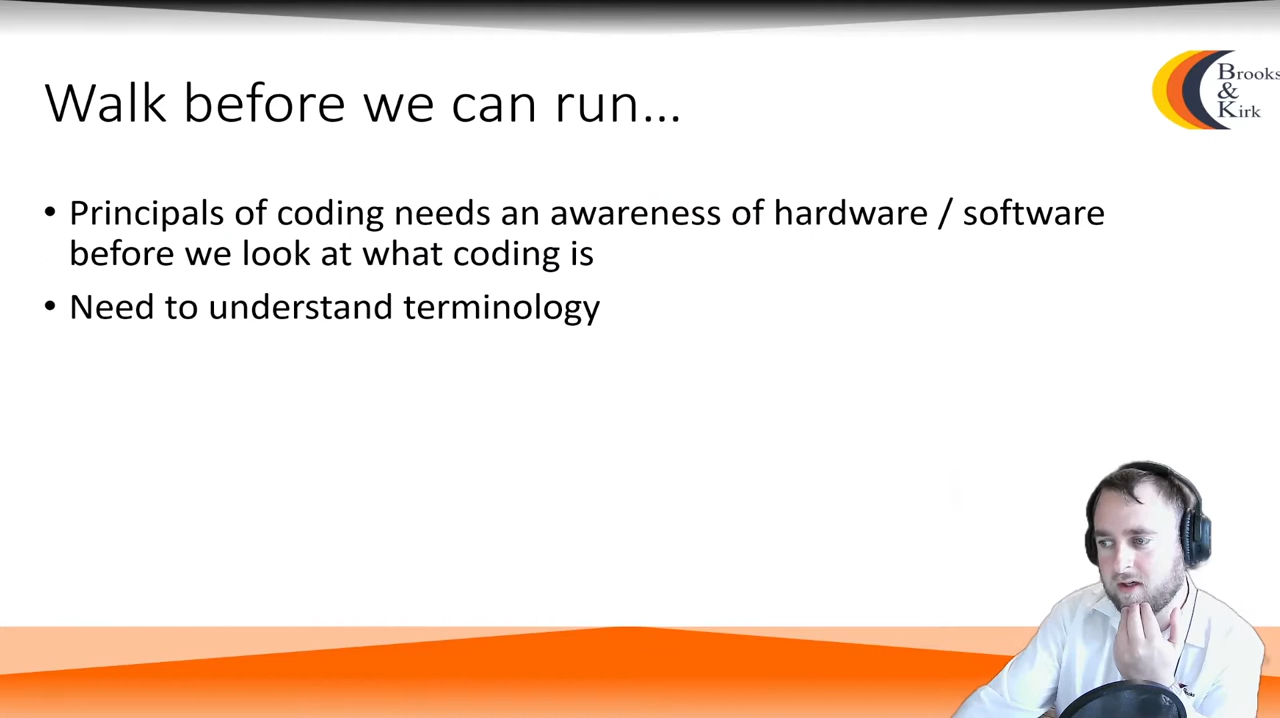 Walk before we can run...
Brooks
&
Kirk
• Principals of coding needs an awareness of hardware / software
before we look at what coding is
• Need to understand terminology